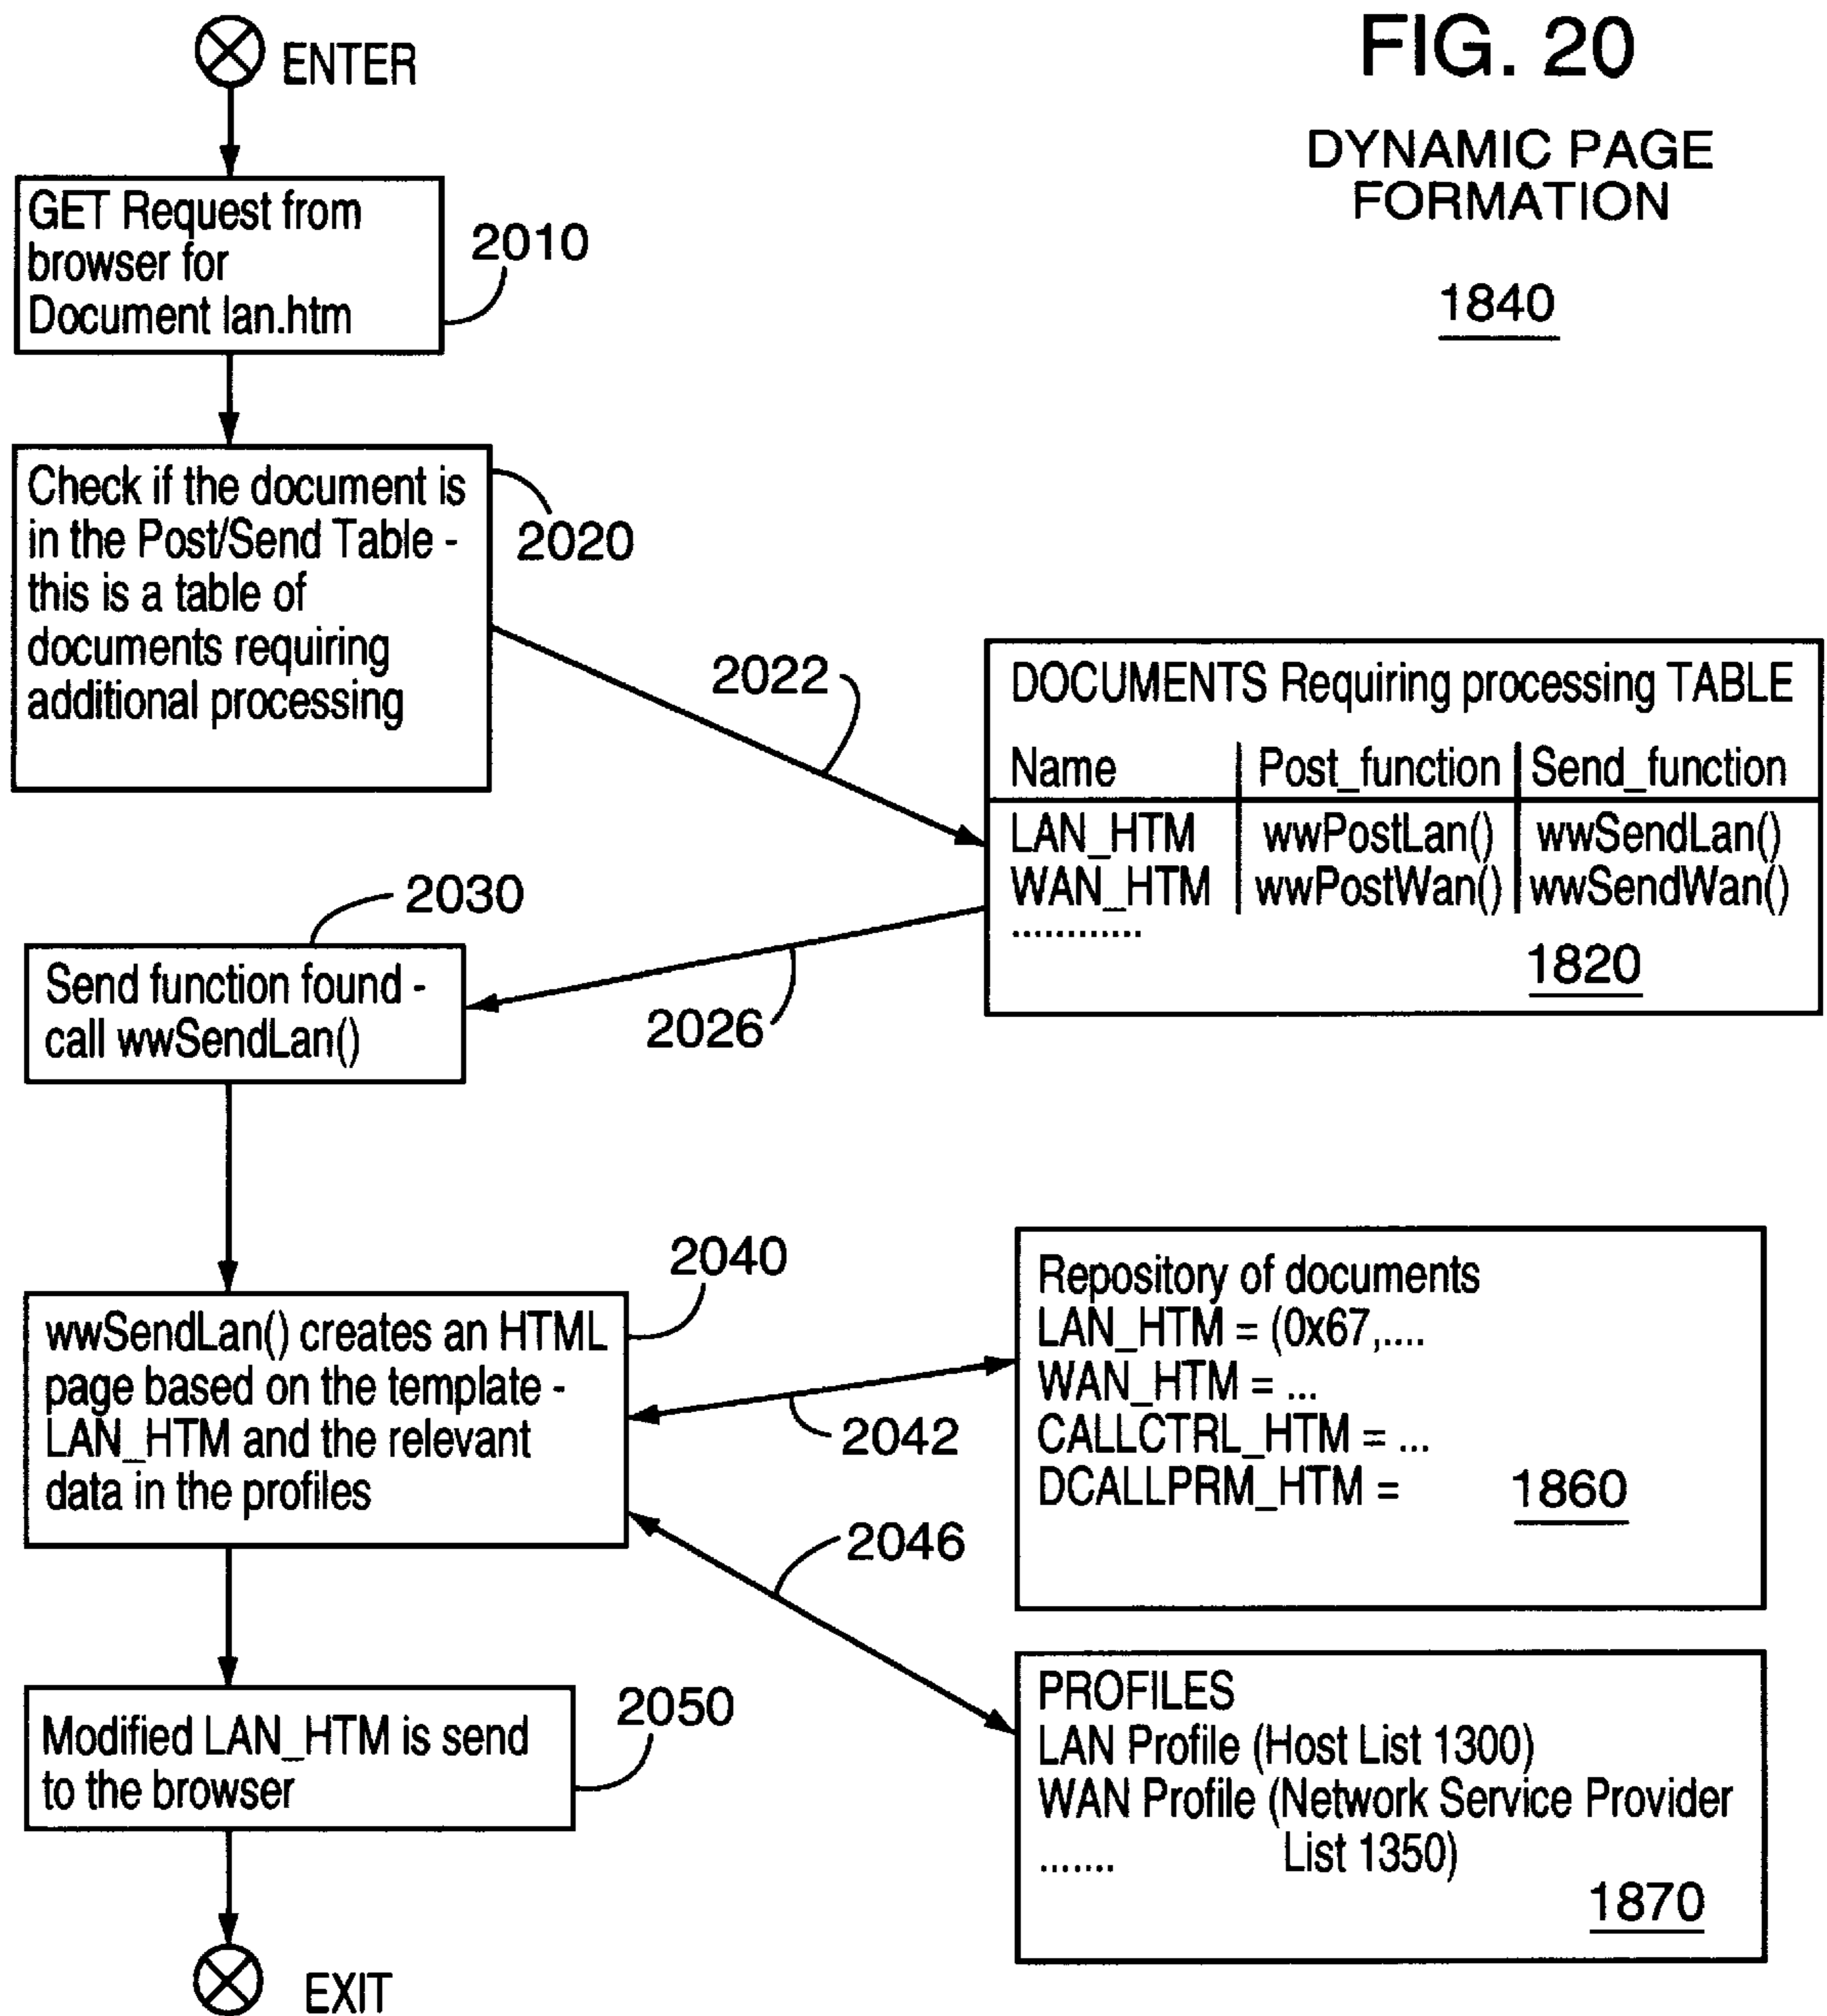 FIG. 20
DYNAMIC PAGE
FORMATION
1840
ENTER
GET Request from
browser for
Document lan.htm
2010
Check if the document is
in the Post/Send Table -
this is a table of
documents requiring
additional processing
2020
2022
DOCUMENTS Requiring processing TABLE
Name Post_function Send_function
LAN_HTM wwPostLan() wwSendLan()
WAN_HTM wwPostWan() wwSendWan()
............
1820
2026
2030
Send function found -
call wwSendLan()
2040
wwSendLan() creates an HTML
page based on the template -
LAN_HTM and the relevant
data in the profiles
2042
Repository of documents
LAN_HTM = (0x67,....
WAN_HTM = ...
CALLCTRL_HTM = ...
DCALLPRM_HTM =
1860
2046
PROFILES
LAN Profile (Host List 1300)
WAN Profile (Network Service Provider
....... List 1350)
1870
2050
Modified LAN_HTM is send
to the browser
EXIT